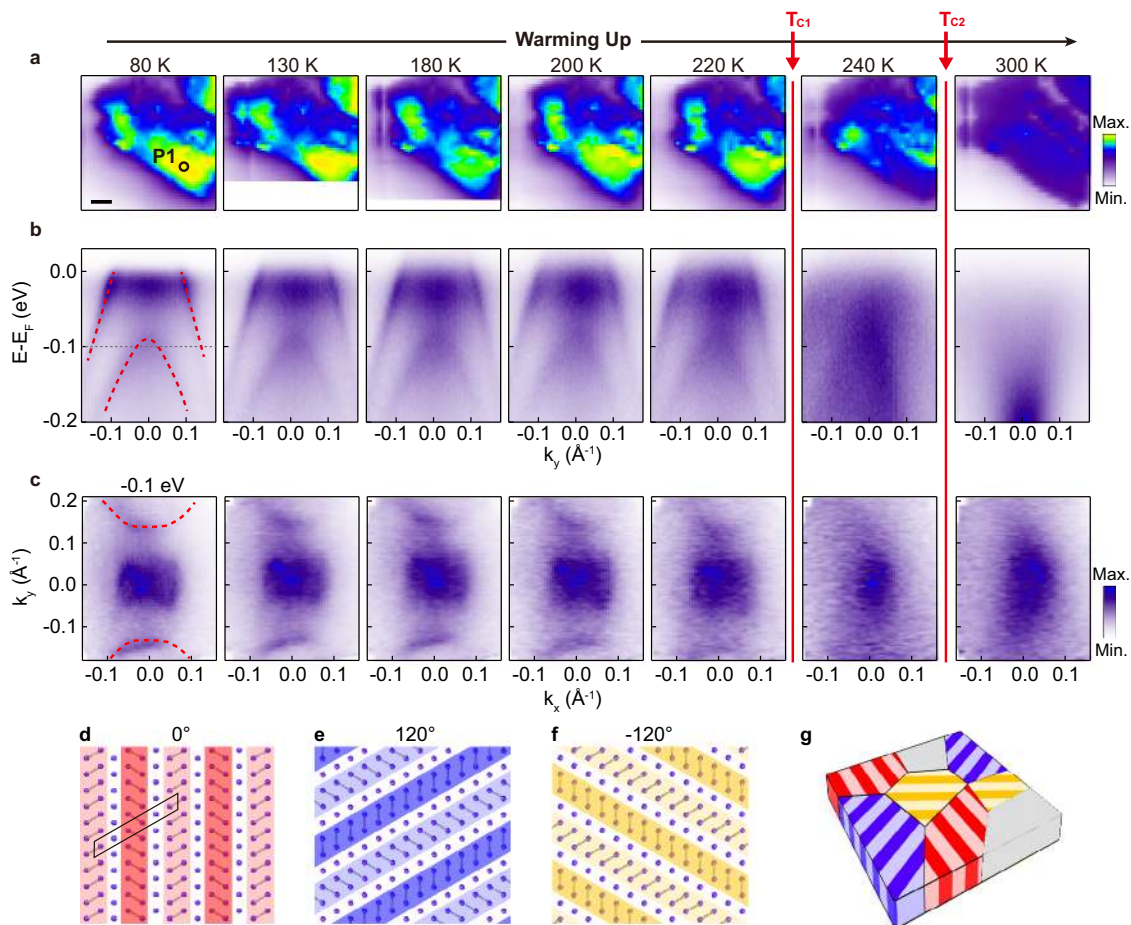 T_C1 T_C2
Warming Up
a
80 K 130 K 180 K 200 K 220 K 240 K 300 K
P1
Max.
Min.
b
E-E_F (eV)
0.0
-0.1
-0.2
-0.1 0.0 0.1 -0.1 0.0 0.1 -0.1 0.0 0.1 -0.1 0.0 0.1 -0.1 0.0 0.1 -0.1 0.0 0.1 -0.1 0.0 0.1
k_y (Å⁻¹)
c
-0.1 eV
k_y (Å⁻¹)
0.2
0.1
0.0
-0.1
Max.
Min.
-0.1 0.0 0.1 -0.1 0.0 0.1 -0.1 0.0 0.1 -0.1 0.0 0.1 -0.1 0.0 0.1 -0.1 0.0 0.1 -0.1 0.0 0.1
k_x (Å⁻¹)
d 0° e 120° f -120° g